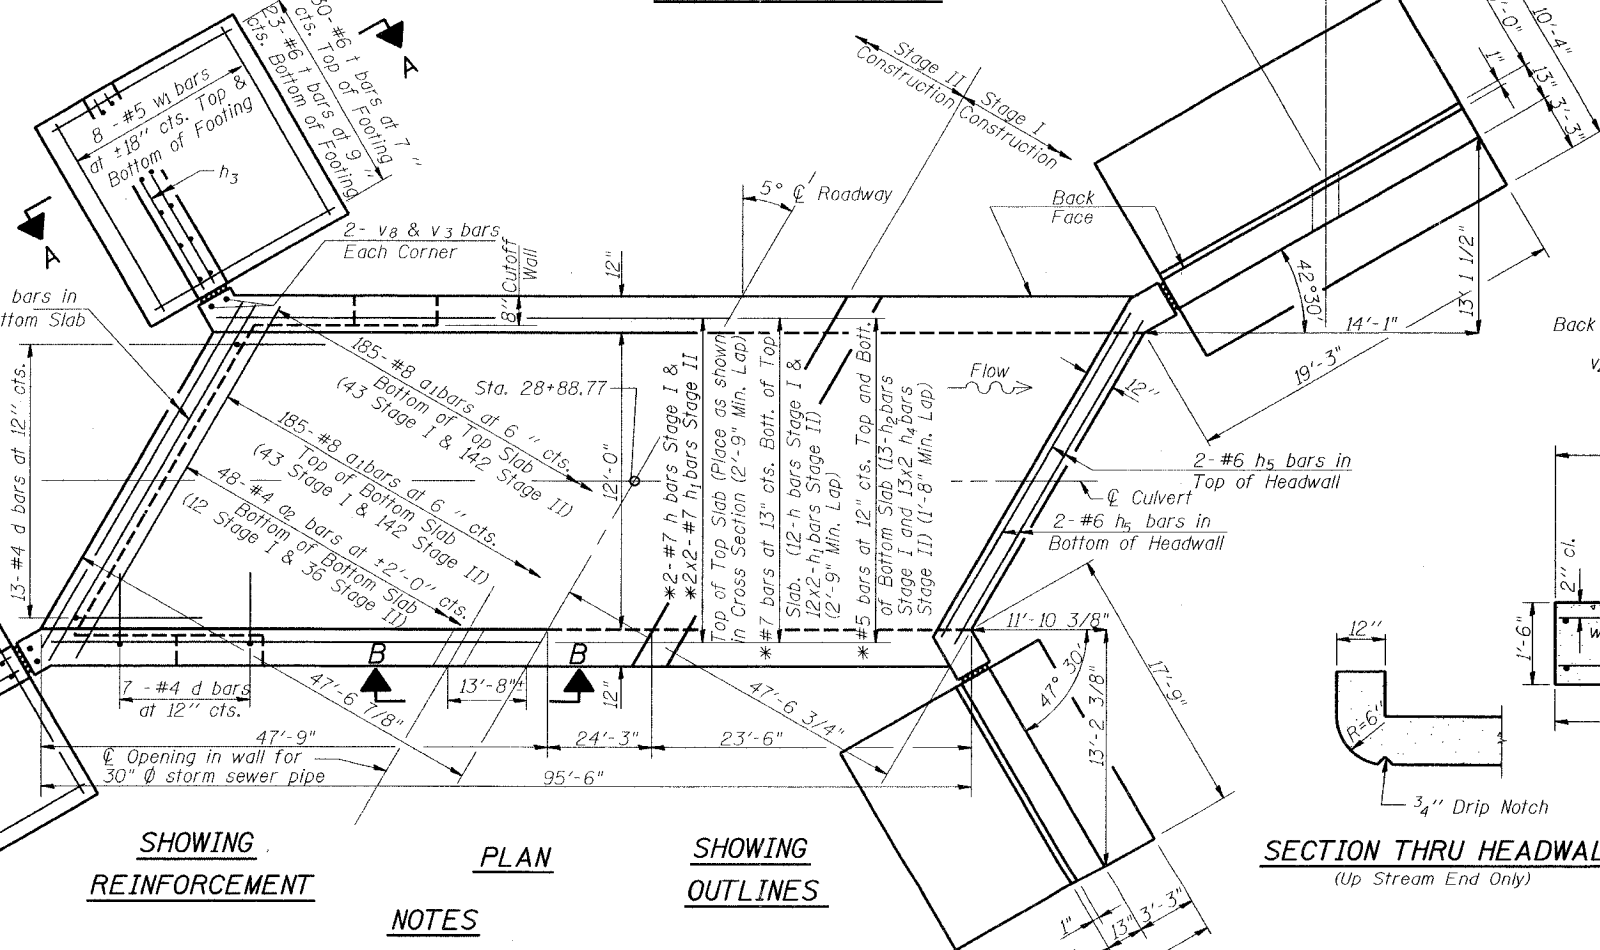 30-#6 t bars at 7 "
cts. Top of Footing
23-#6 t bars at 9 "
cts. Bottom of Footing
A
8 - #5 w1 bars
at ±18" cts. Top &
Bottom of Footing
h3
A
2- v8 & v3 bars
Each Corner
bars in
ttom Slab
8" Cutoff
Wall
12"
5°
℄ Roadway
Stage II
Construction
Stage I
Construction
Back
Face
1"
13"
3'-3"
10'-4"
42°30'
13'-1 1/2"
14'-1"
19'-3"
Back
13-#4 d bars at 12" cts.
185-#8 a1 bars at 6 " cts.
Bottom of Top Slab
(43 Stage I & 142 Stage II)
185-#8 a1 bars at 6 " cts.
Top of Bottom Slab
(43 Stage I & 142 Stage II)
48-#4 a2 bars at ±2'-0" cts.
Bottom of Bottom Slab
(12 Stage I & 36 Stage II)
Sta. 28+88.77
12'-0"
*2-#7 h bars Stage I &
*2x2-#7 h1 bars Stage II
Top of Top Slab (Place as shown
in Cross Section (2'-9" Min. Lap)
*#7 bars at 13" cts. Bott. of Top
Slab. (12-h bars Stage I &
12x2-h1 bars Stage II)
(2'-9" Min. Lap)
*#5 bars at 12" cts. Top and Bott.
of Bottom Slab (13-h2 bars
Stage I and 13x2 h4 bars
Stage II) (1'-8" Min. Lap)
Flow
12"
2-#6 h5 bars in
Top of Headwall
℄ Culvert
2-#6 h5 bars in
Bottom of Headwall
7 -#4 d bars
at 12" cts.
B
B
13'-8"±
12"
47'-6 7/8"
47'-6 3/4"
11'-10 3/8"
47° 30'
13'-2 3/8"
17'-9"
47'-9"
24'-3"
23'-6"
℄ Opening in wall for
30" Ø storm sewer pipe
95'-6"
1"
13"
3'-3"
2" cl.
1'-6"
12"
R=6"
3/4" Drip Notch
SHOWING
REINFORCEMENT
PLAN
SHOWING
OUTLINES
NOTES
SECTION THRU HEADWAL
(Up Stream End Only)